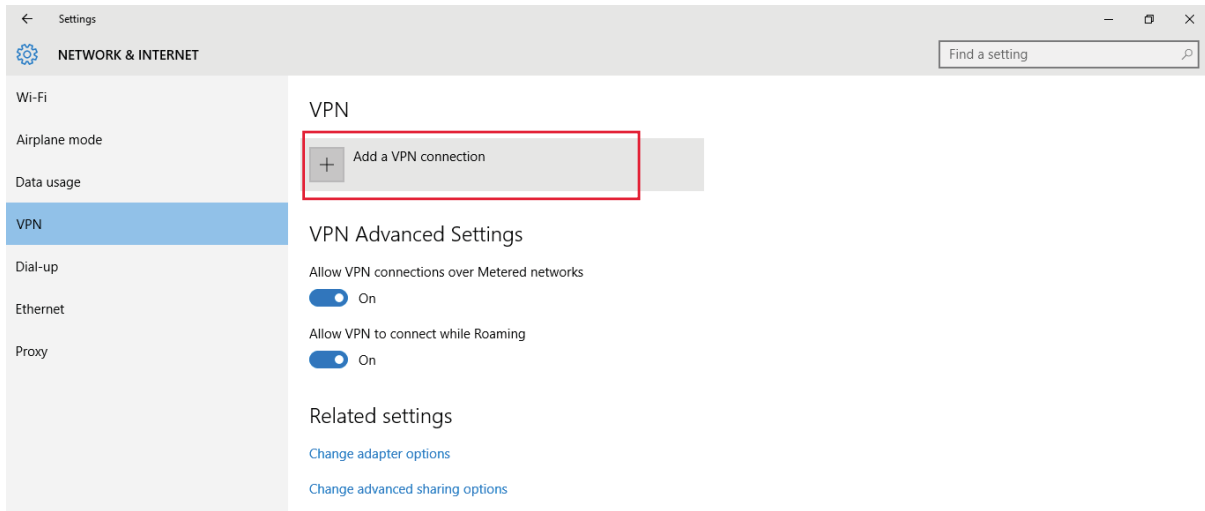 Settings
NETWORK & INTERNET
Find a setting
Wi-Fi
Airplane mode
Data usage
VPN
Dial-up
Ethernet
Proxy
VPN
Add a VPN connection
VPN Advanced Settings
Allow VPN connections over Metered networks
On
Allow VPN to connect while Roaming
On
Related settings
Change adapter options
Change advanced sharing options